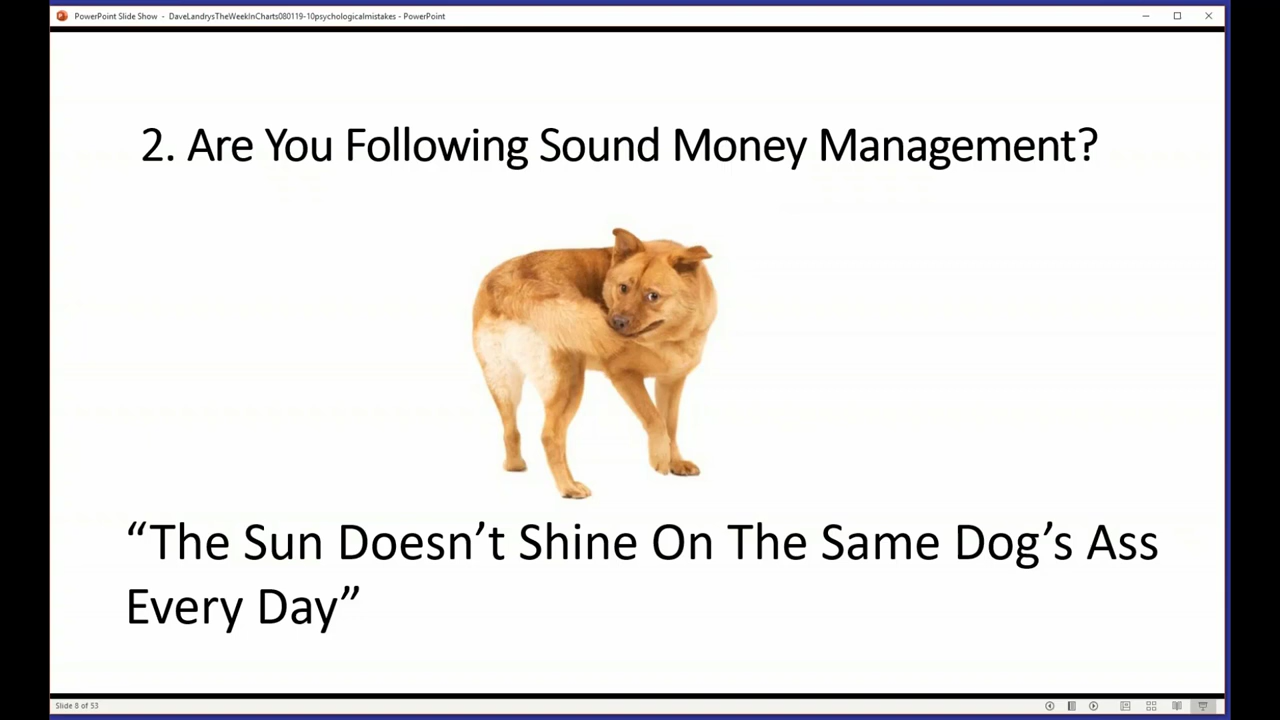 PowerPoint Slide Show - DaveLandrysTheWeekInCharts080119-10psychologicalmistakes - PowerPoint
2. Are You Following Sound Money Management?
“The Sun Doesn’t Shine On The Same Dog’s Ass
Every Day”
Slide 8 of 53